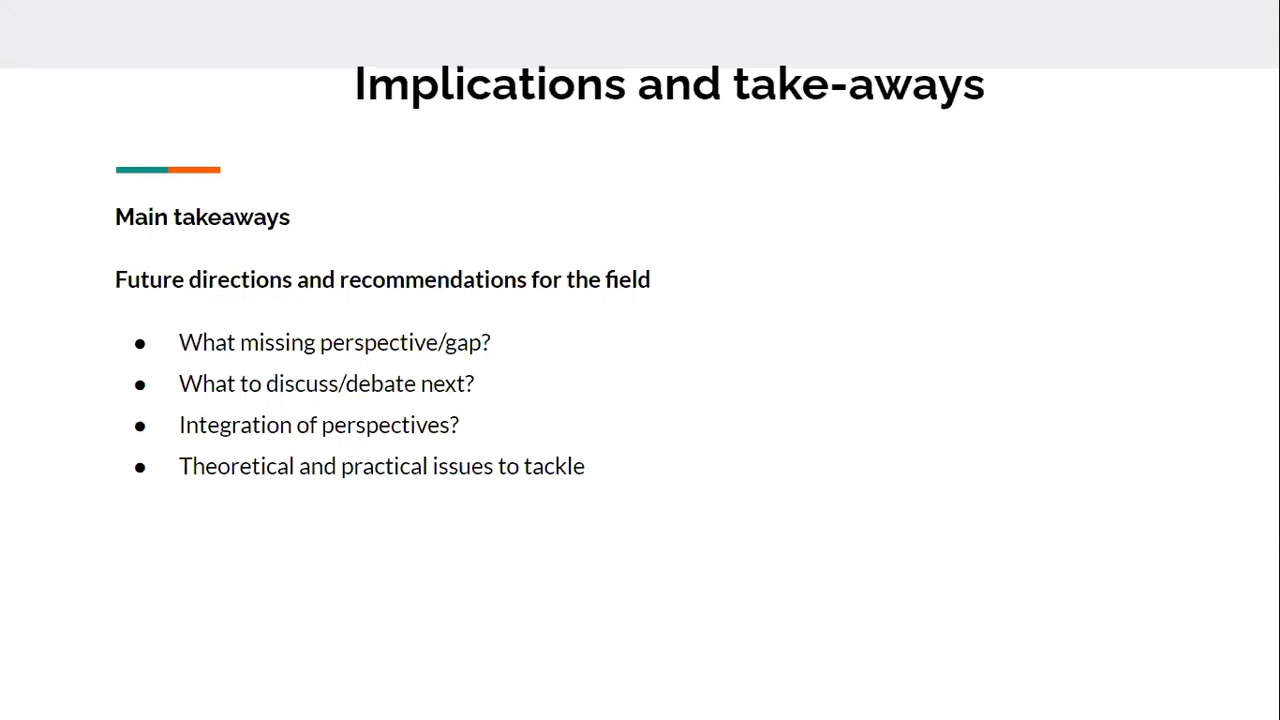 Implications and take-aways
Main takeaways
Future directions and recommendations for the field
● What missing perspective/gap?
● What to discuss/debate next?
● Integration of perspectives?
● Theoretical and practical issues to tackle